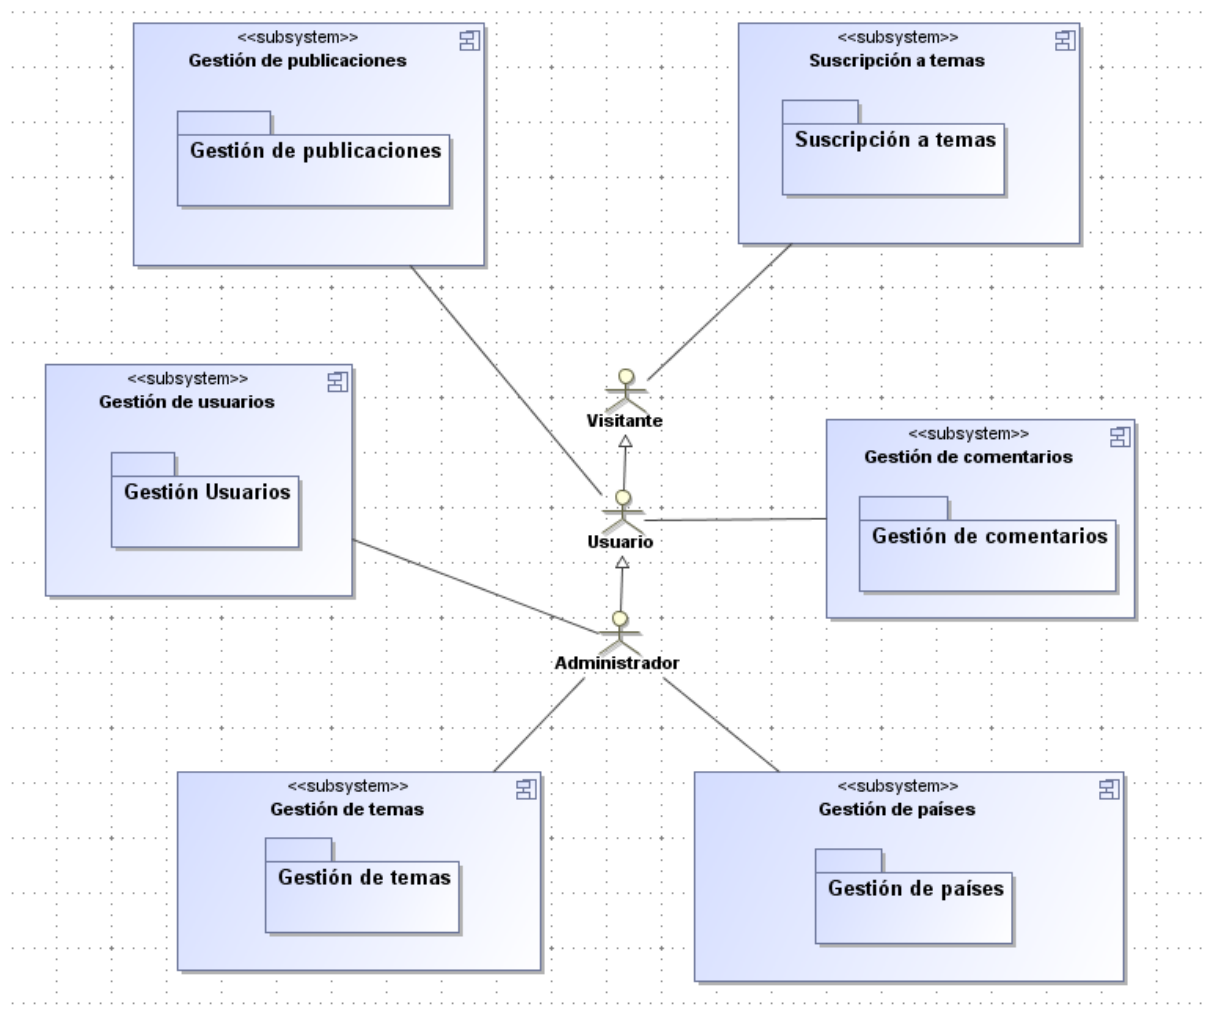 <<subsystem>>
Gestión de publicaciones
Gestión de publicaciones
<<subsystem>>
Suscripción a temas
Suscripción a temas
<<subsystem>>
Gestión de usuarios
Gestión Usuarios
Visitante
Usuario
Administrador
<<subsystem>>
Gestión de comentarios
Gestión de comentarios
<<subsystem>>
Gestión de temas
Gestión de temas
<<subsystem>>
Gestión de países
Gestión de países